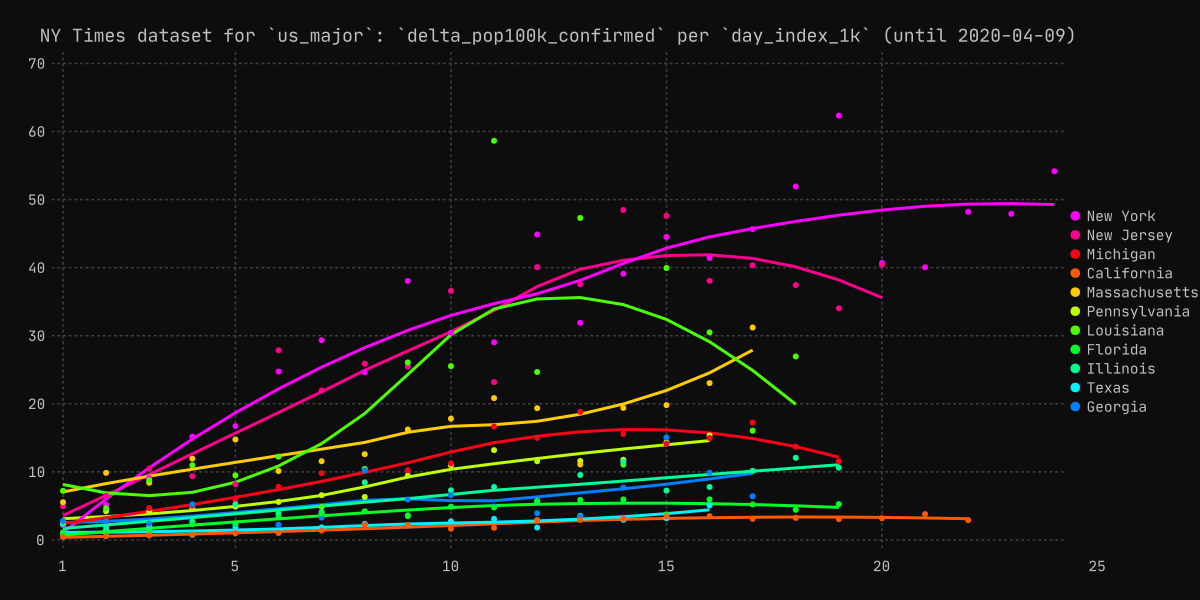 NY Times dataset for `us_major`: `delta_pop100k_confirmed` per `day_index_1k` (until 2020-04-09)
70
60
50
40
30
20
10
0
1 5 10 15 20 25
New York
New Jersey
Michigan
California
Massachusetts
Pennsylvania
Louisiana
Florida
Illinois
Texas
Georgia